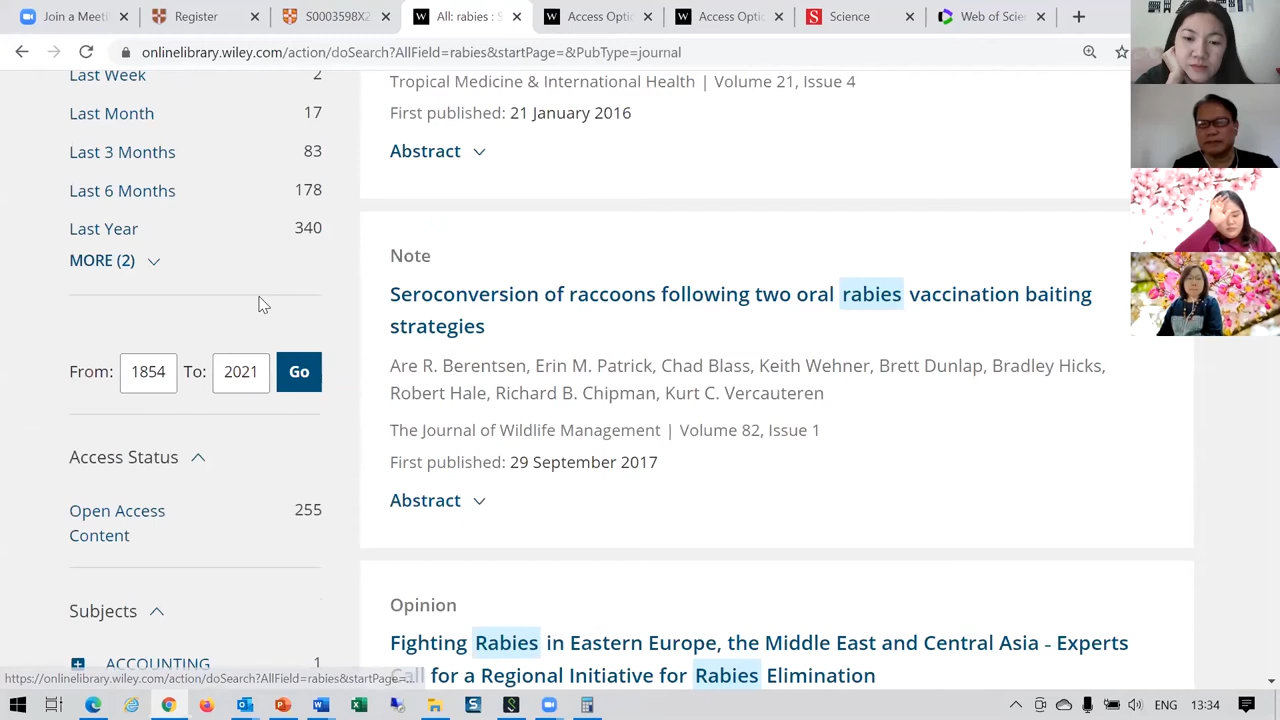 Join a Meeti
Register
S0003598X2
All: rabies : S
Access Optic
Access Optic
Science
Web of Scien
onlinelibrary.wiley.com/action/doSearch?AllField=rabies&startPage=&PubType=journal
Last Week 2
Last Month 17
Last 3 Months 83
Last 6 Months 178
Last Year 340
MORE (2)
From: 1854 To: 2021 Go
Access Status
Open Access 255
Content
Subjects
ACCOUNTING 1
Tropical Medicine & International Health | Volume 21, Issue 4
First published: 21 January 2016
Abstract
Note
Seroconversion of raccoons following two oral rabies vaccination baiting
strategies
Are R. Berentsen, Erin M. Patrick, Chad Blass, Keith Wehner, Brett Dunlap, Bradley Hicks,
Robert Hale, Richard B. Chipman, Kurt C. Vercauteren
The Journal of Wildlife Management | Volume 82, Issue 1
First published: 29 September 2017
Abstract
Opinion
Fighting Rabies in Eastern Europe, the Middle East and Central Asia - Experts
Call for a Regional Initiative for Rabies Elimination
https://onlinelibrary.wiley.com/action/doSearch?AllField=rabies&startPage=...
ENG 13:34